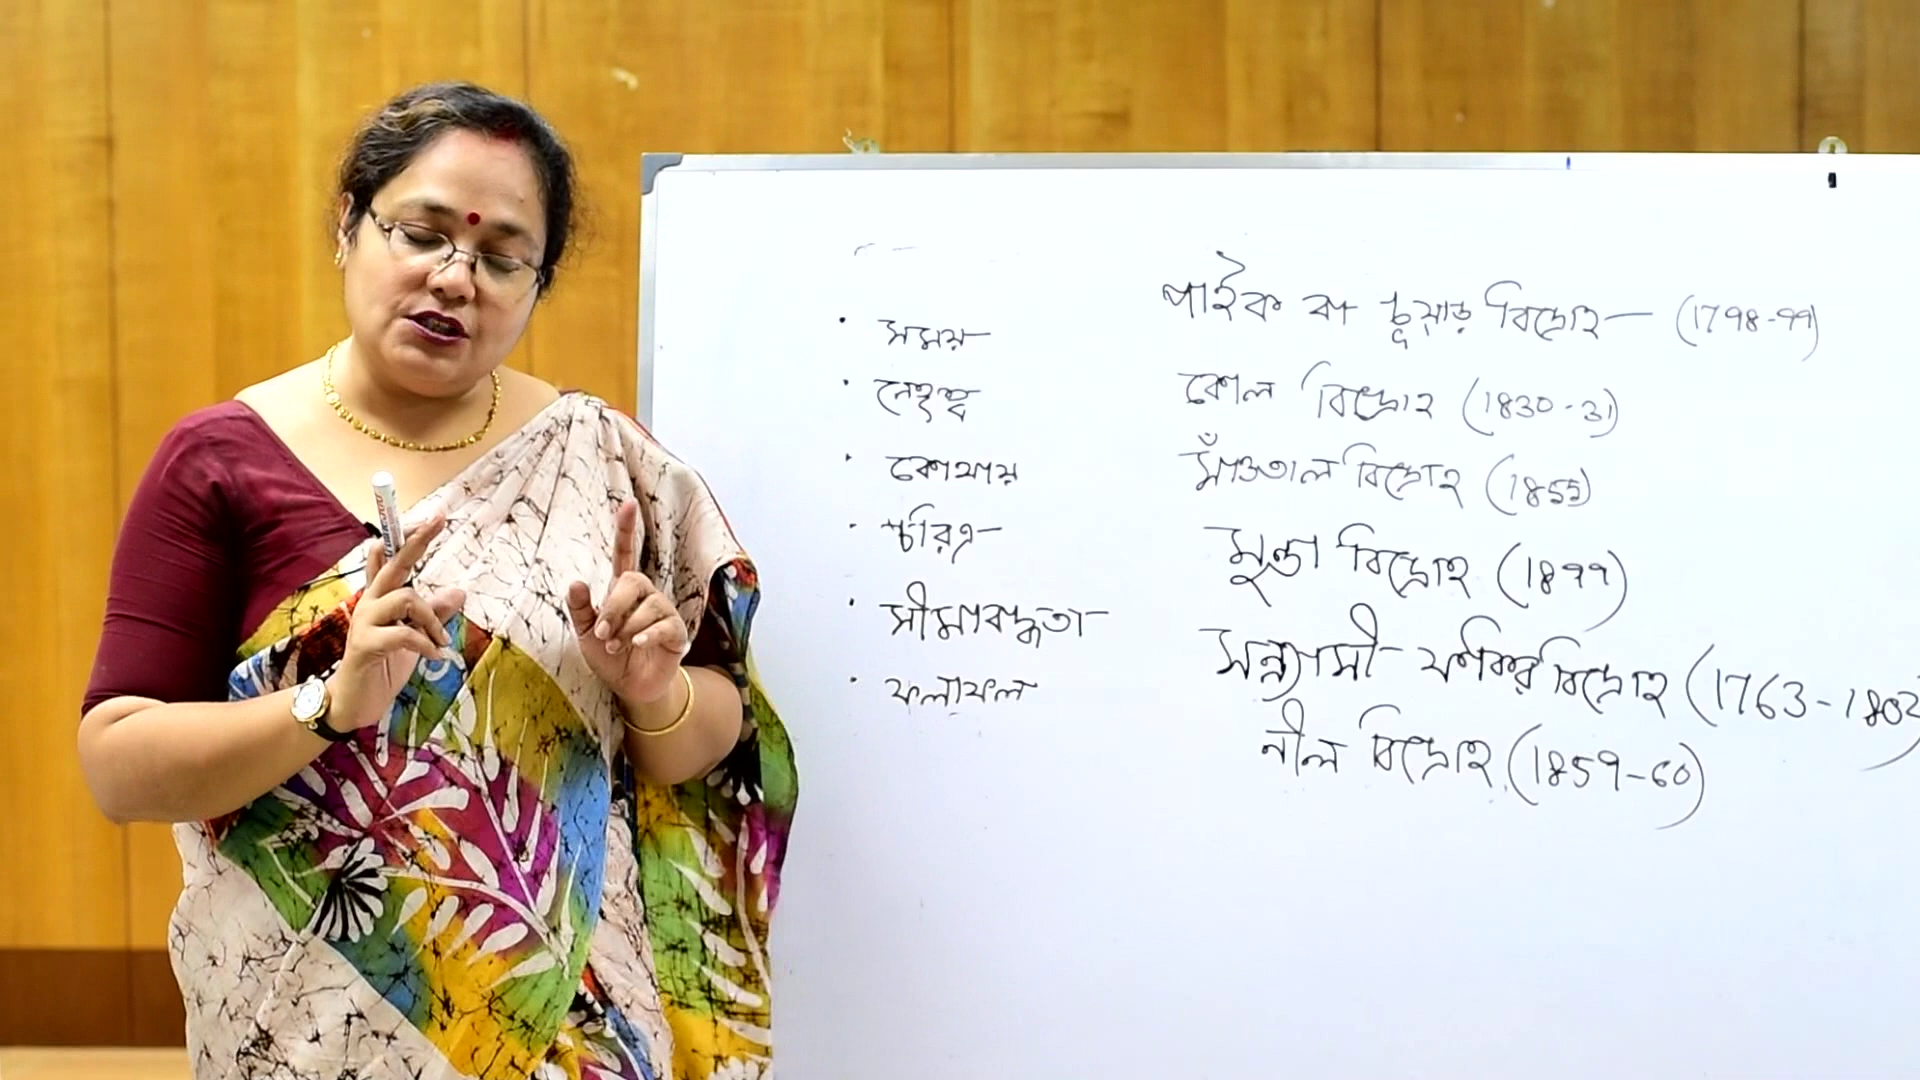 সময়
নেতৃত্ব
কোথায়
চরিত্র
সীমাবদ্ধতা
ফলাফল
পাইক বা চুয়াড় বিদ্রোহ — (1798-99)
কোল বিদ্রোহ (1830-31)
সাঁওতাল বিদ্রোহ (1855)
মুন্ডা বিদ্রোহ (1899)
সন্ন্যাসী ফকির বিদ্রোহ (1763-1802
নীল বিদ্রোহ (1859-60)